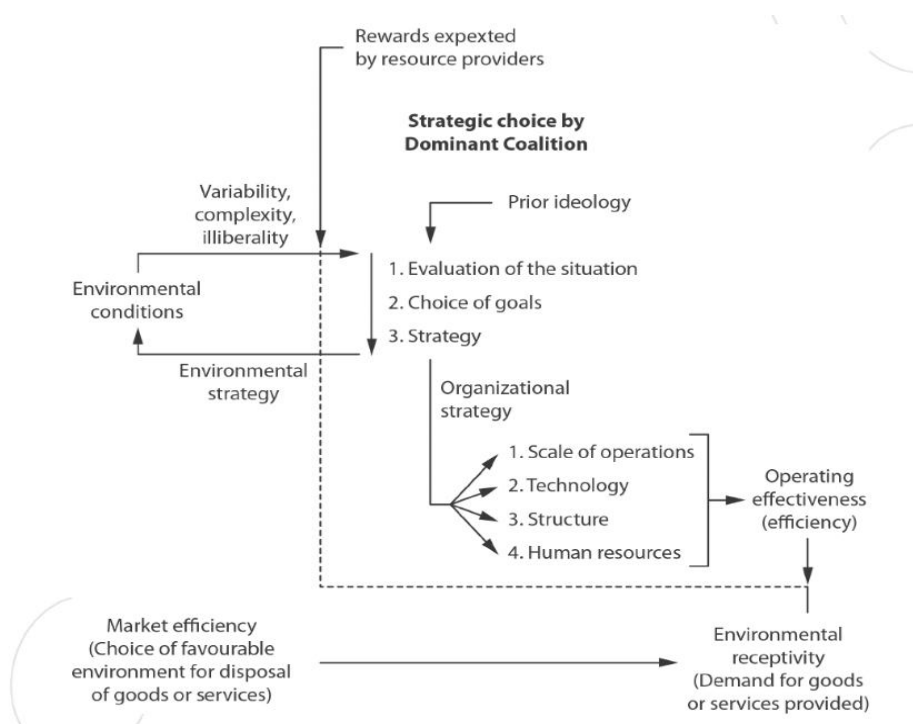 Rewards expexted
by resource providers
Strategic choice by
Dominant Coalition
Variability,
complexity,
illiberality
Prior ideology
1. Evaluation of the situation
2. Choice of goals
3. Strategy
Environmental
conditions
Environmental
strategy
Organizational
strategy
1. Scale of operations
2. Technology
3. Structure
4. Human resources
Operating
effectiveness
(efficiency)
Market efficiency
(Choice of favourable
environment for disposal
of goods or services)
Environmental
receptivity
(Demand for goods
or services provided)